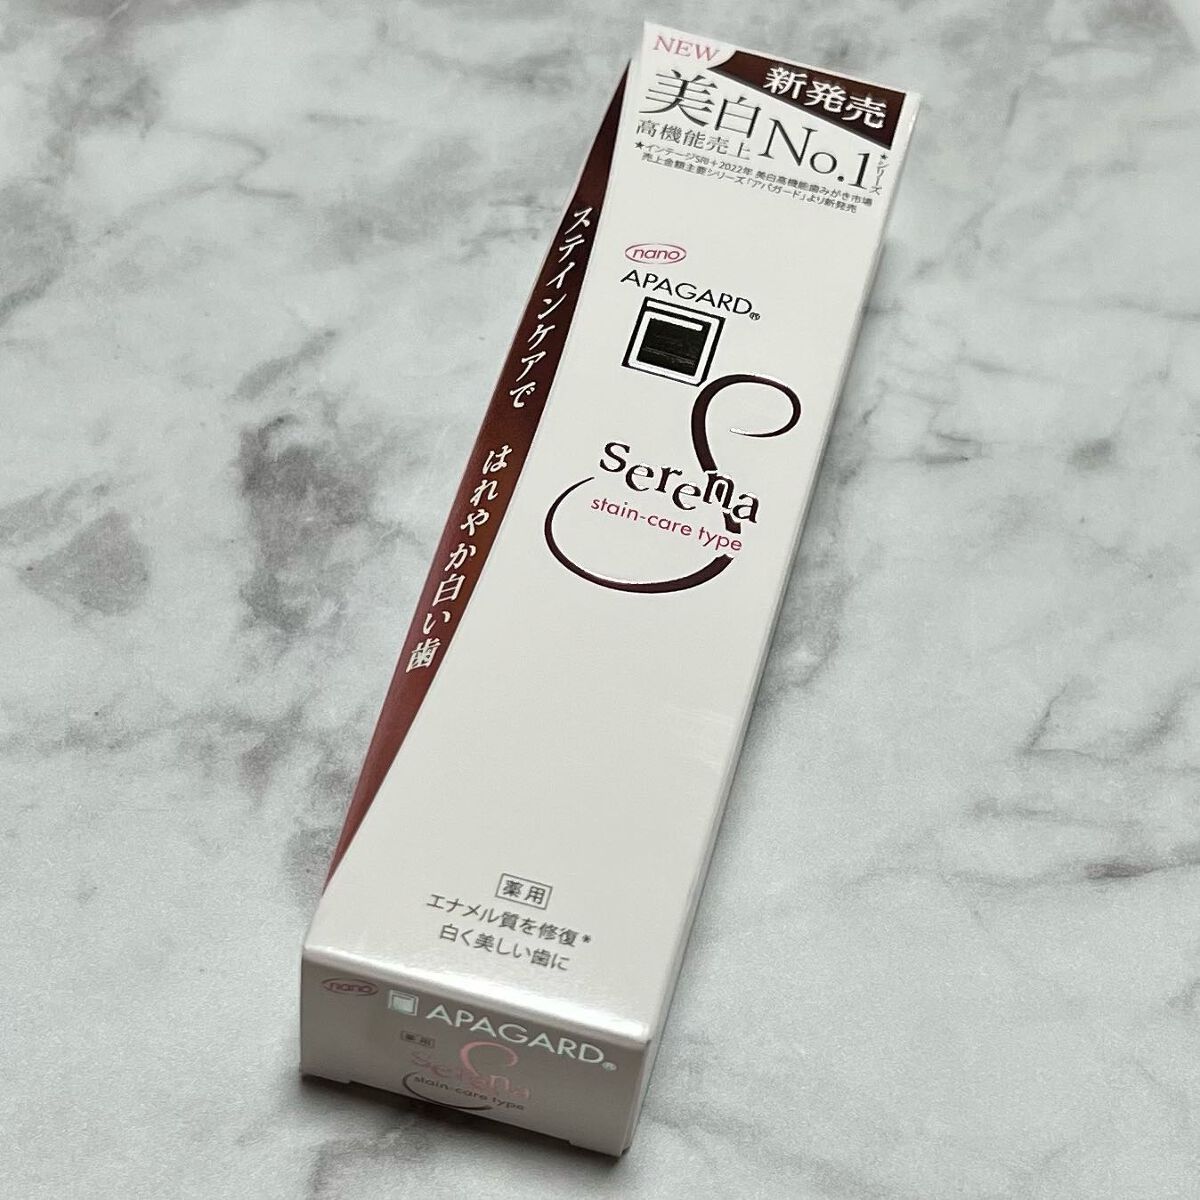 NEW
新発売
美白
高機能売上
No.1
★シリーズ
★インテージSRI+2022年 美白高機能歯みがき市場
売上金額主要シリーズ「アパガード」より新発売
nano
APAGARD®
Serena
stain-care type
ステインケアで はれやか白い歯
薬用
エナメル質を修復*
白く美しい歯に
nano
APAGARD®
薬用
Serena
stain-care type